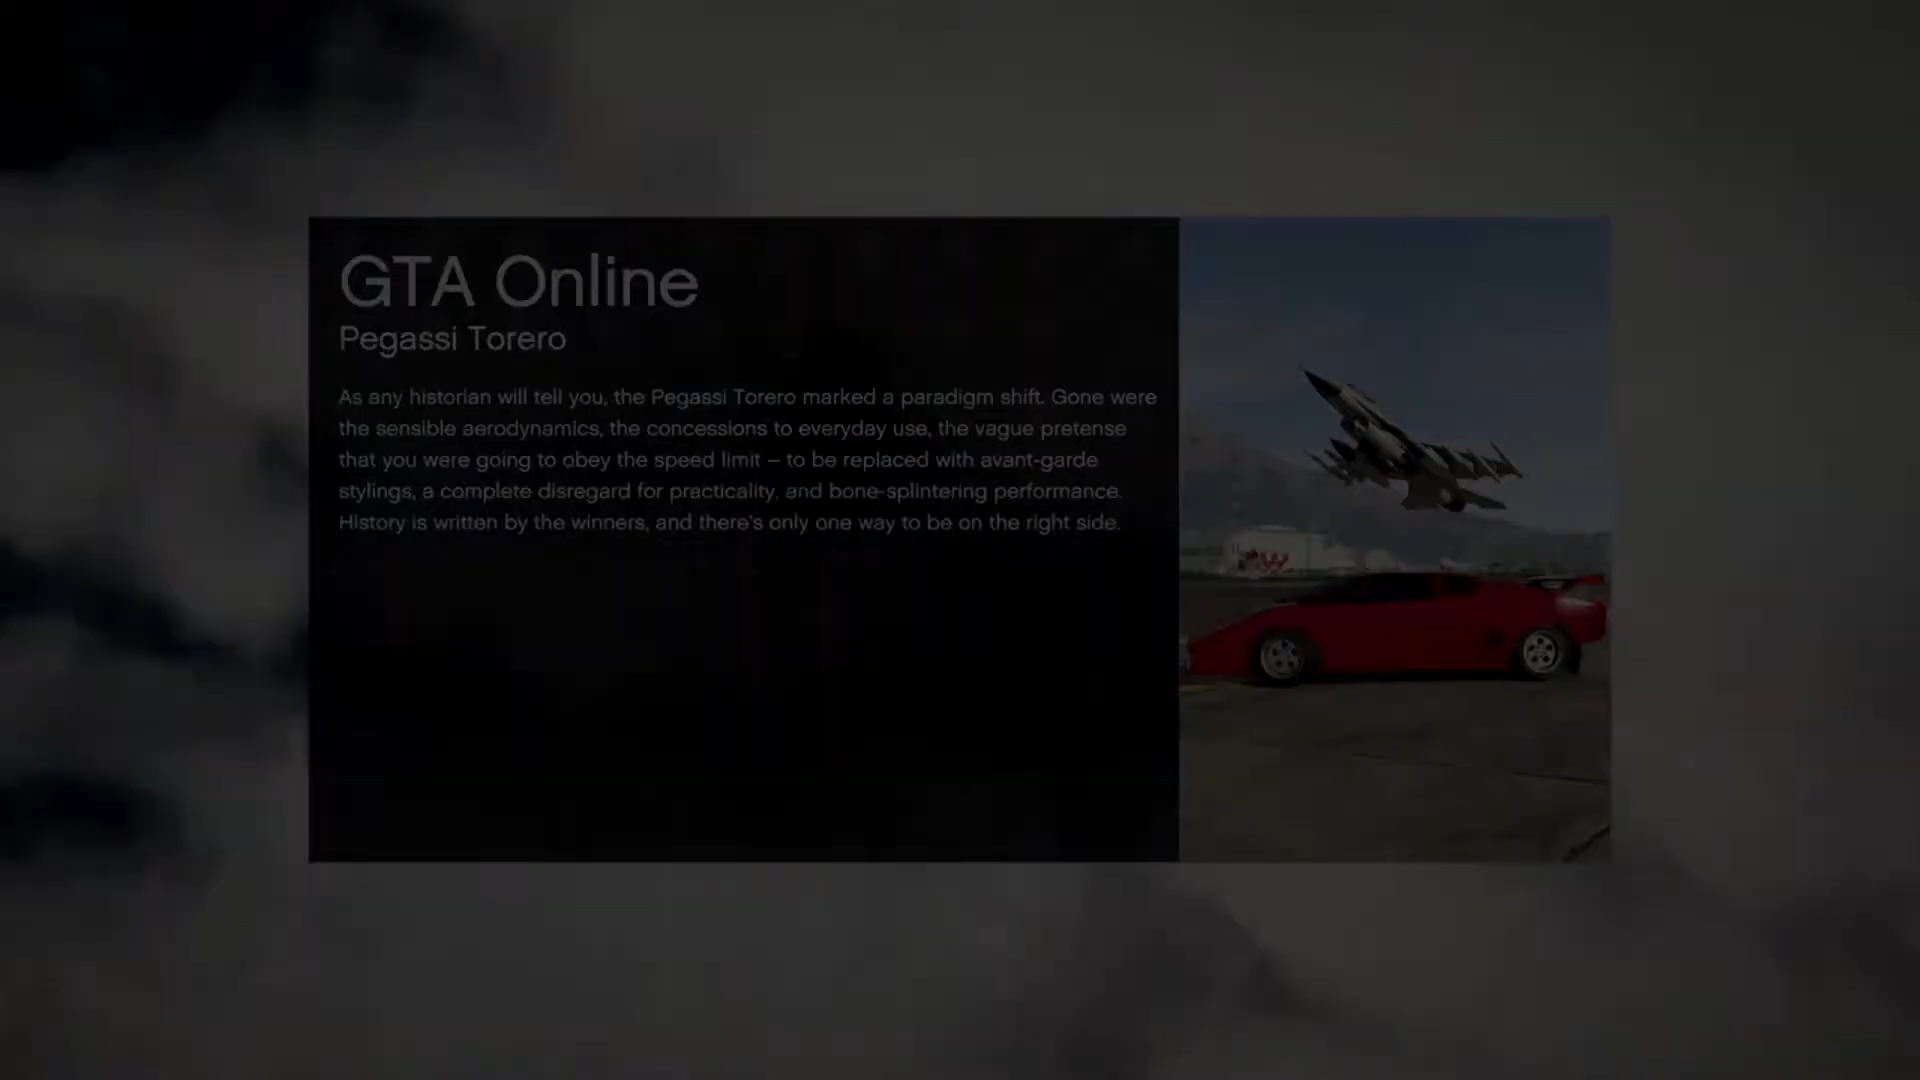 GTA Online
Pegassi Torero
As any historian will tell you, the Pegassi Torero marked a paradigm shift. Gone were
the sensible aerodynamics, the concessions to everyday use, the vague pretense
that you were going to obey the speed limit – to be replaced with avant-garde
stylings, a complete disregard for practicality, and bone-splintering performance.
History is written by the winners, and there's only one way to be on the right side.